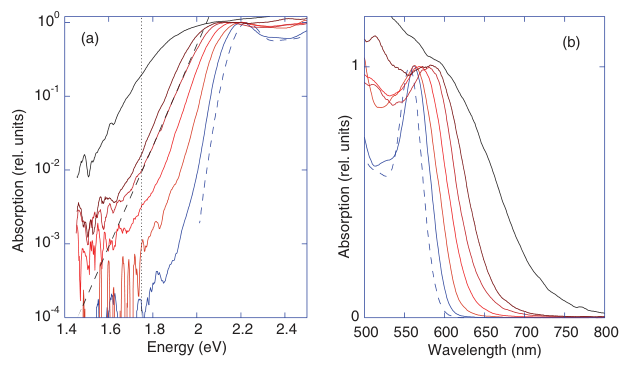 (a)
10^0
10^-1
10^-2
10^-3
10^-4
Absorption (rel. units)
1.4 1.6 1.8 2 2.2 2.4
Energy (eV)
(b)
1
0
Absorption (rel. units)
500 550 600 650 700 750 800
Wavelength (nm)